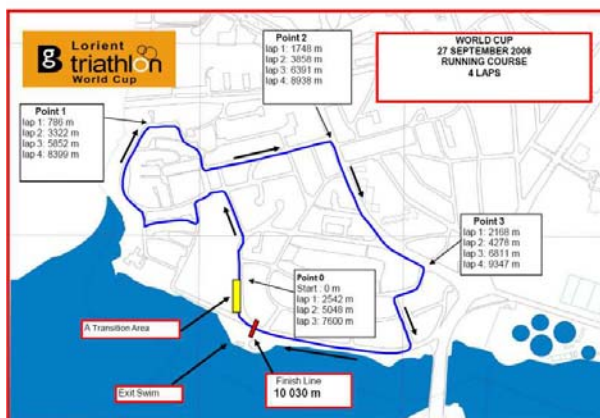 g Lorient
triathlon
World Cup
Point 2
lap 1: 1748 m
lap 2: 3858 m
lap 3: 6391 m
lap 4: 8938 m
WORLD CUP
27 SEPTEMBER 2008
RUNNING COURSE
4 LAPS
Point 1
lap 1: 786 m
lap 2: 3322 m
lap 3: 5852 m
lap 4: 8399 m
Point 3
lap 1: 2168 m
lap 2: 4278 m
lap 3: 6811 m
lap 4: 9347 m
Point 0
Start : 0 m
lap 1: 2542 m
lap 2: 5048 m
lap 3: 7600 m
A Transition Area
Exit Swim
Finish Line
10 030 m